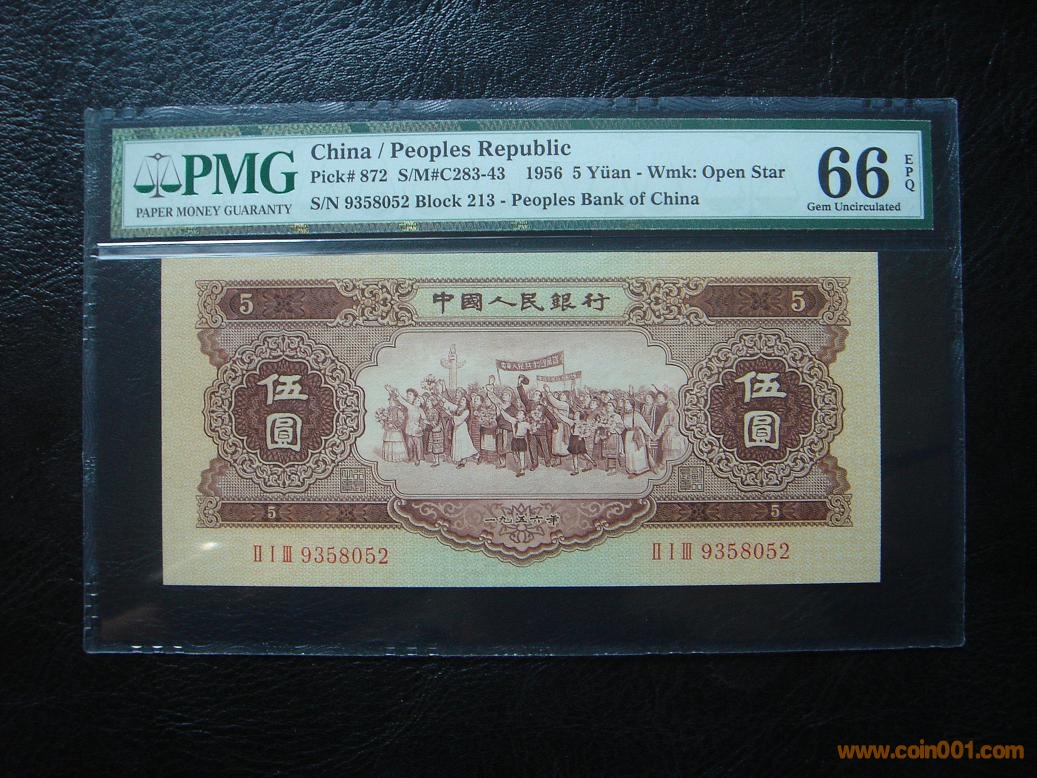 PMG
PAPER MONEY GUARANTY
China / Peoples Republic
Pick# 872 S/M#C283-43 1956 5 Yüan - Wmk: Open Star
S/N 9358052 Block 213 - Peoples Bank of China
66 EPQ
Gem Uncirculated
5 中國人民銀行 5
伍圓 伍圓
5 一九五六年 5
II I III 9358052 II I III 9358052
www.coin001.com